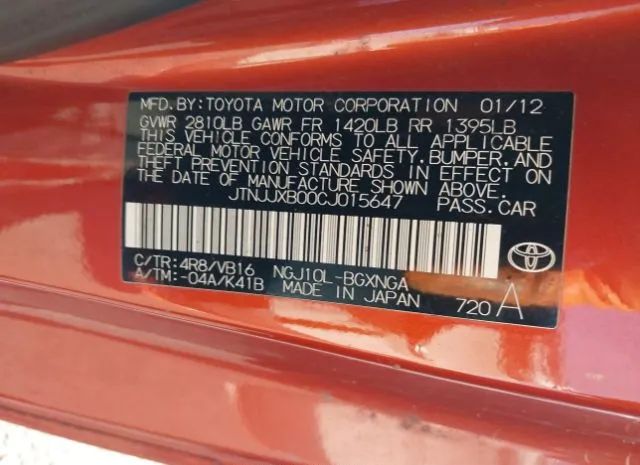 MFD.BY:TOYOTA MOTOR CORPORATION 01/12
GVWR 2810LB GAWR FR 1420LB RR 1395LB
THIS VEHICLE CONFORMS TO ALL APPLICABLE
FEDERAL MOTOR VEHICLE SAFETY.BUMPER.AND
THEFT PREVENTION STANDARDS IN EFFECT ON
THE DATE OF MANUFACTURE SHOWN ABOVE.
JTNJJXB00CJ015647 PASS.CAR
C/TR:4R8/VB16 NGJ10L-BGXNGA
A/TM:-04A/K41B MADE IN JAPAN 720 A